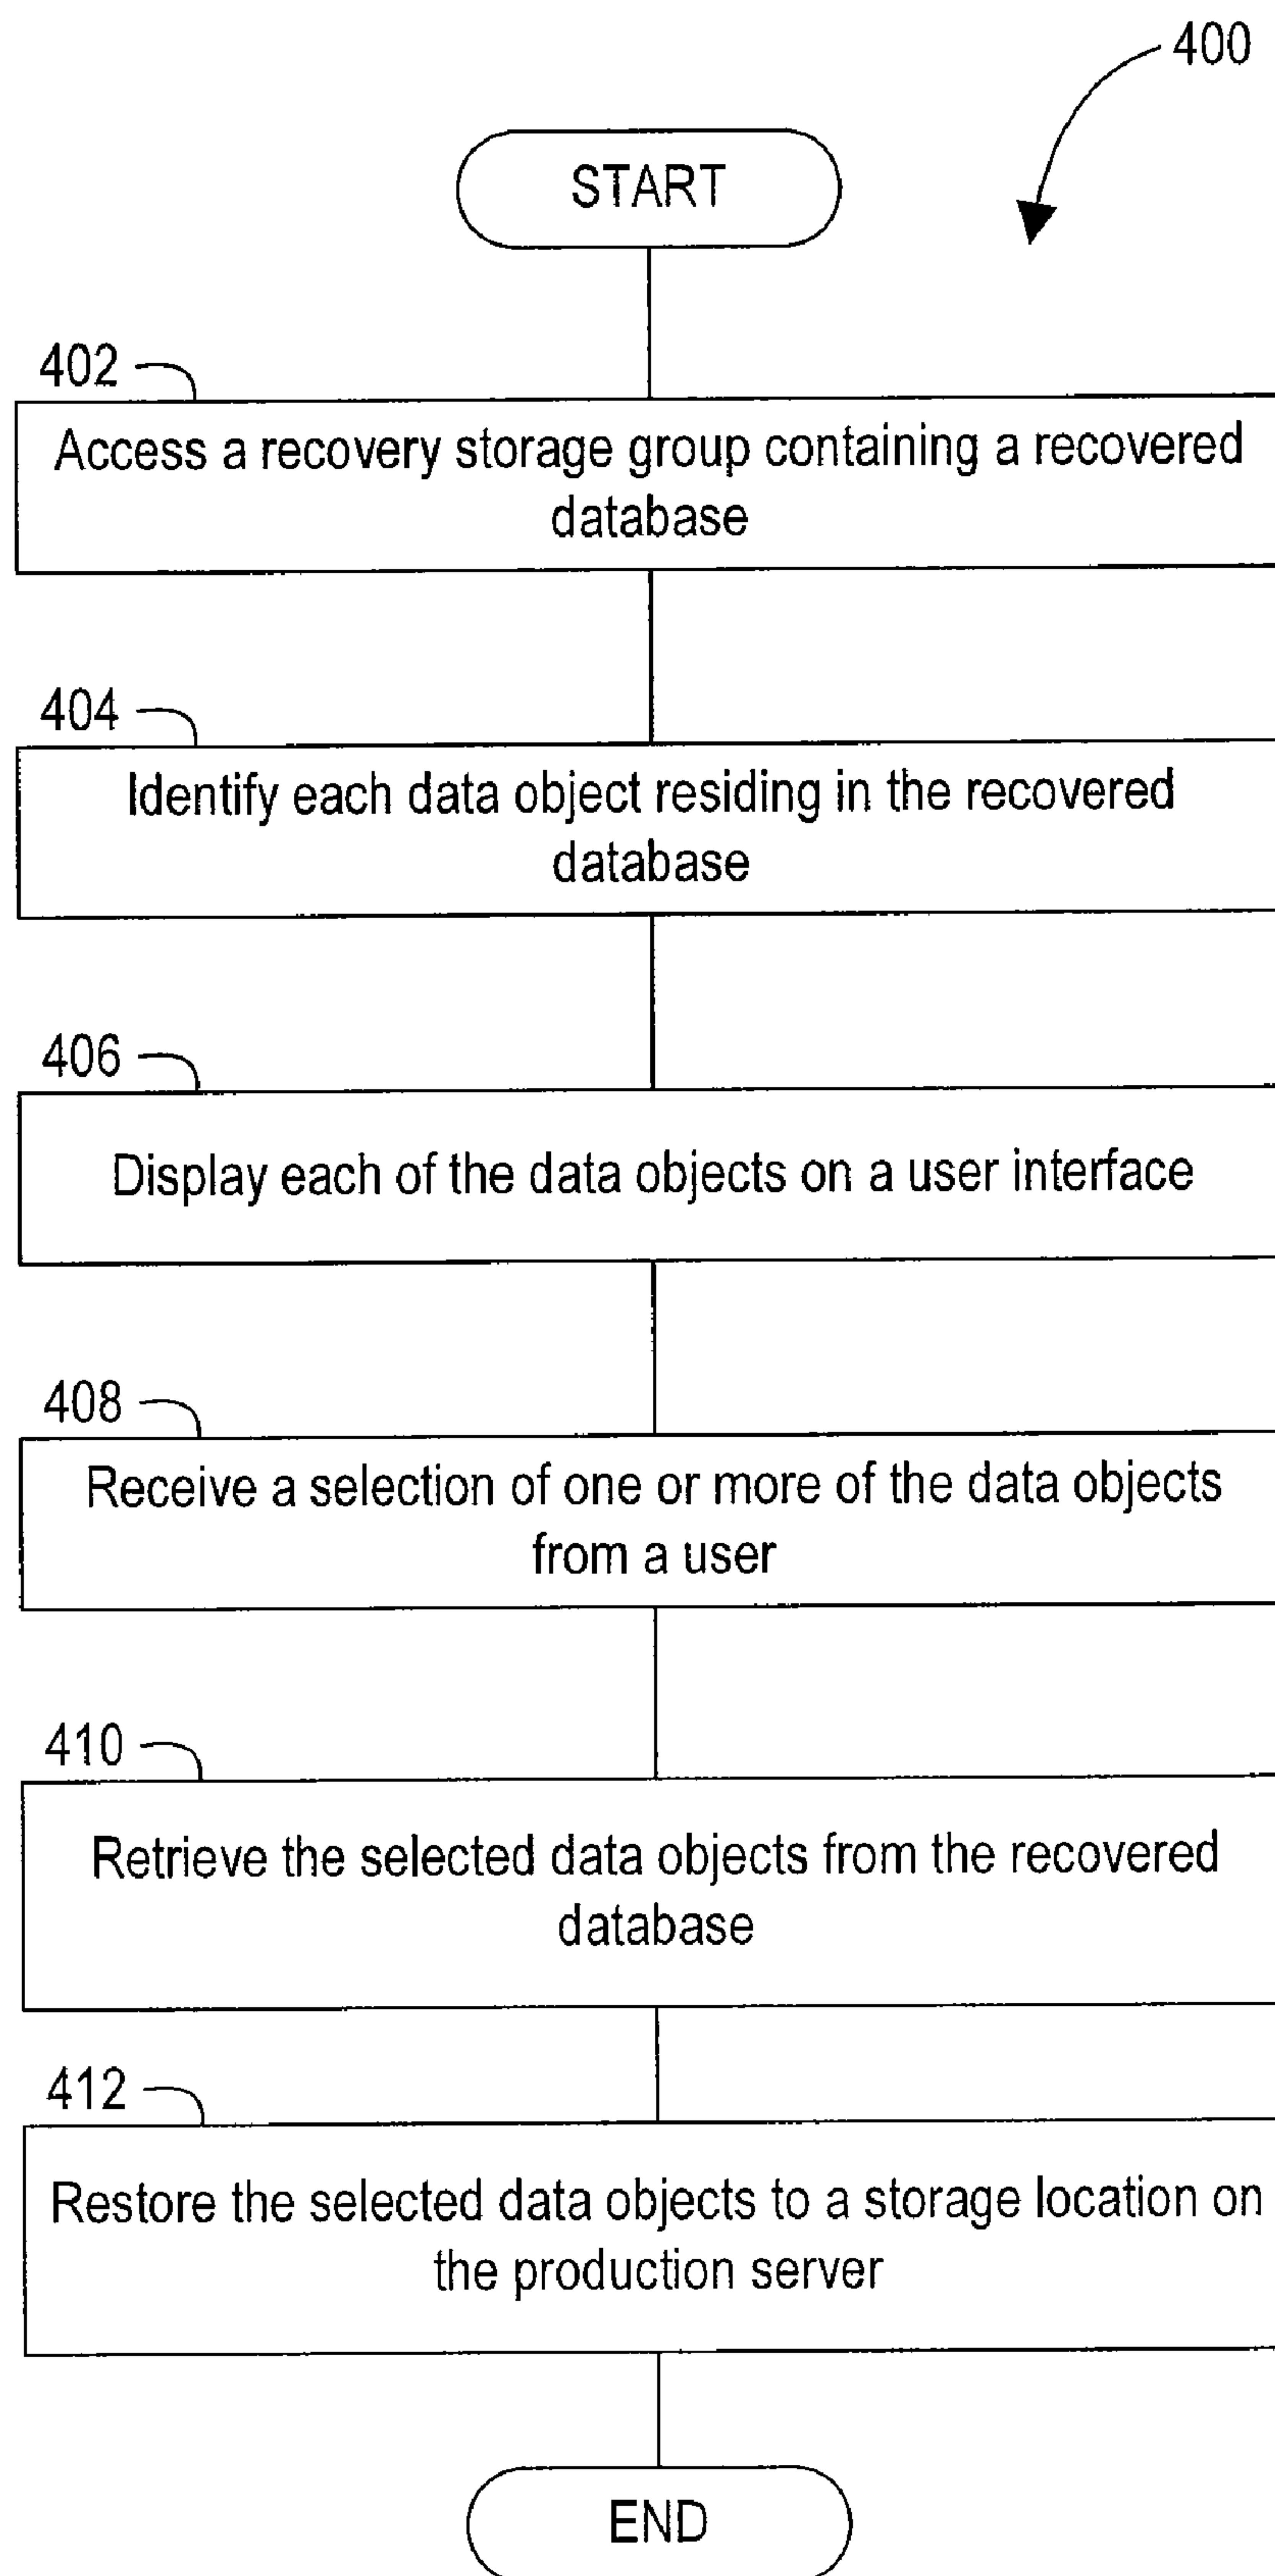 400
START
402
Access a recovery storage group containing a recovered
database
404
Identify each data object residing in the recovered
database
406
Display each of the data objects on a user interface
408
Receive a selection of one or more of the data objects
from a user
410
Retrieve the selected data objects from the recovered
database
412
Restore the selected data objects to a storage location on
the production server
END